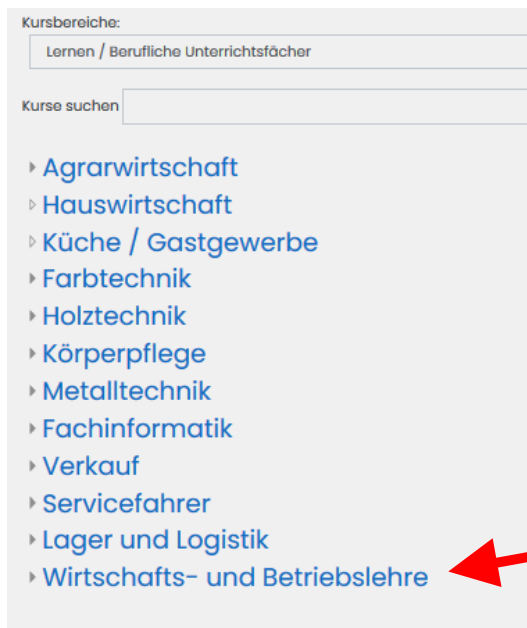 Kursbereiche:
Lernen / Berufliche Unterrichtsfächer
Kurse suchen
Agrarwirtschaft
Hauswirtschaft
Küche / Gastgewerbe
Farbtechnik
Holztechnik
Körperpflege
Metalltechnik
Fachinformatik
Verkauf
Servicefahrer
Lager und Logistik
Wirtschafts- und Betriebslehre